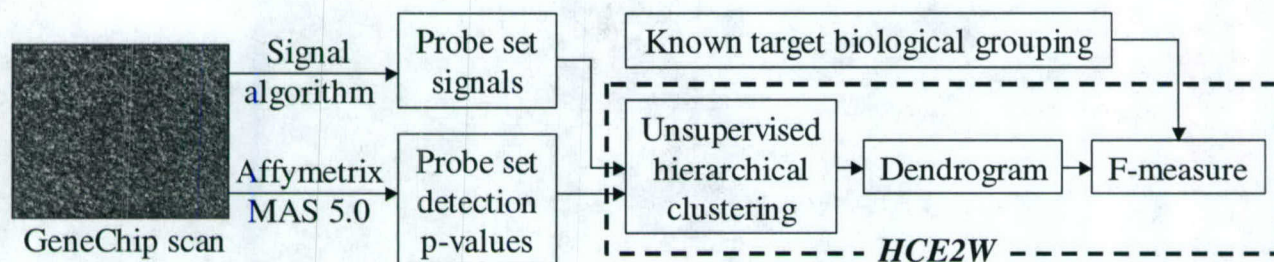 Signal
algorithm
Affymetrix
MAS 5.0
GeneChip scan
Probe set
signals
Probe set
detection
p-values
Known target biological grouping
Unsupervised
hierarchical
clustering
Dendrogram
F-measure
HCE2W